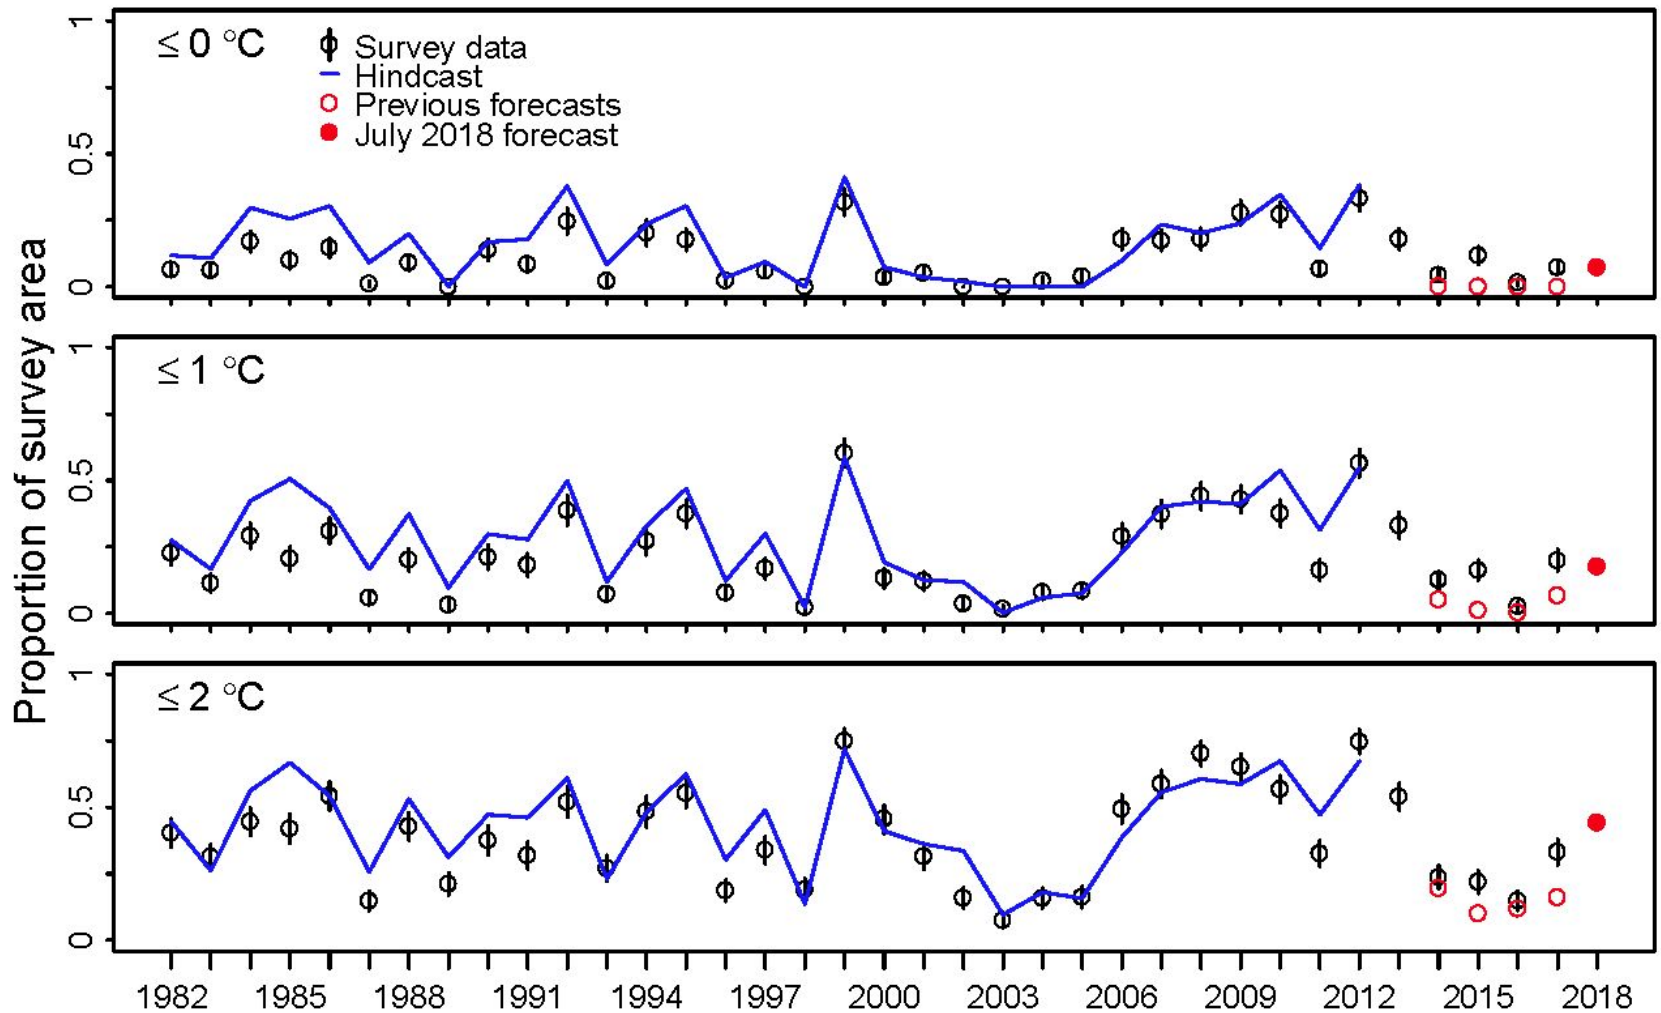 Proportion of survey area
≤ 0 °C
Survey data
Hindcast
Previous forecasts
July 2018 forecast
1
0.5
0
≤ 1 °C
1
0.5
0
≤ 2 °C
1
0.5
0
1982 1985 1988 1991 1994 1997 2000 2003 2006 2009 2012 2015 2018